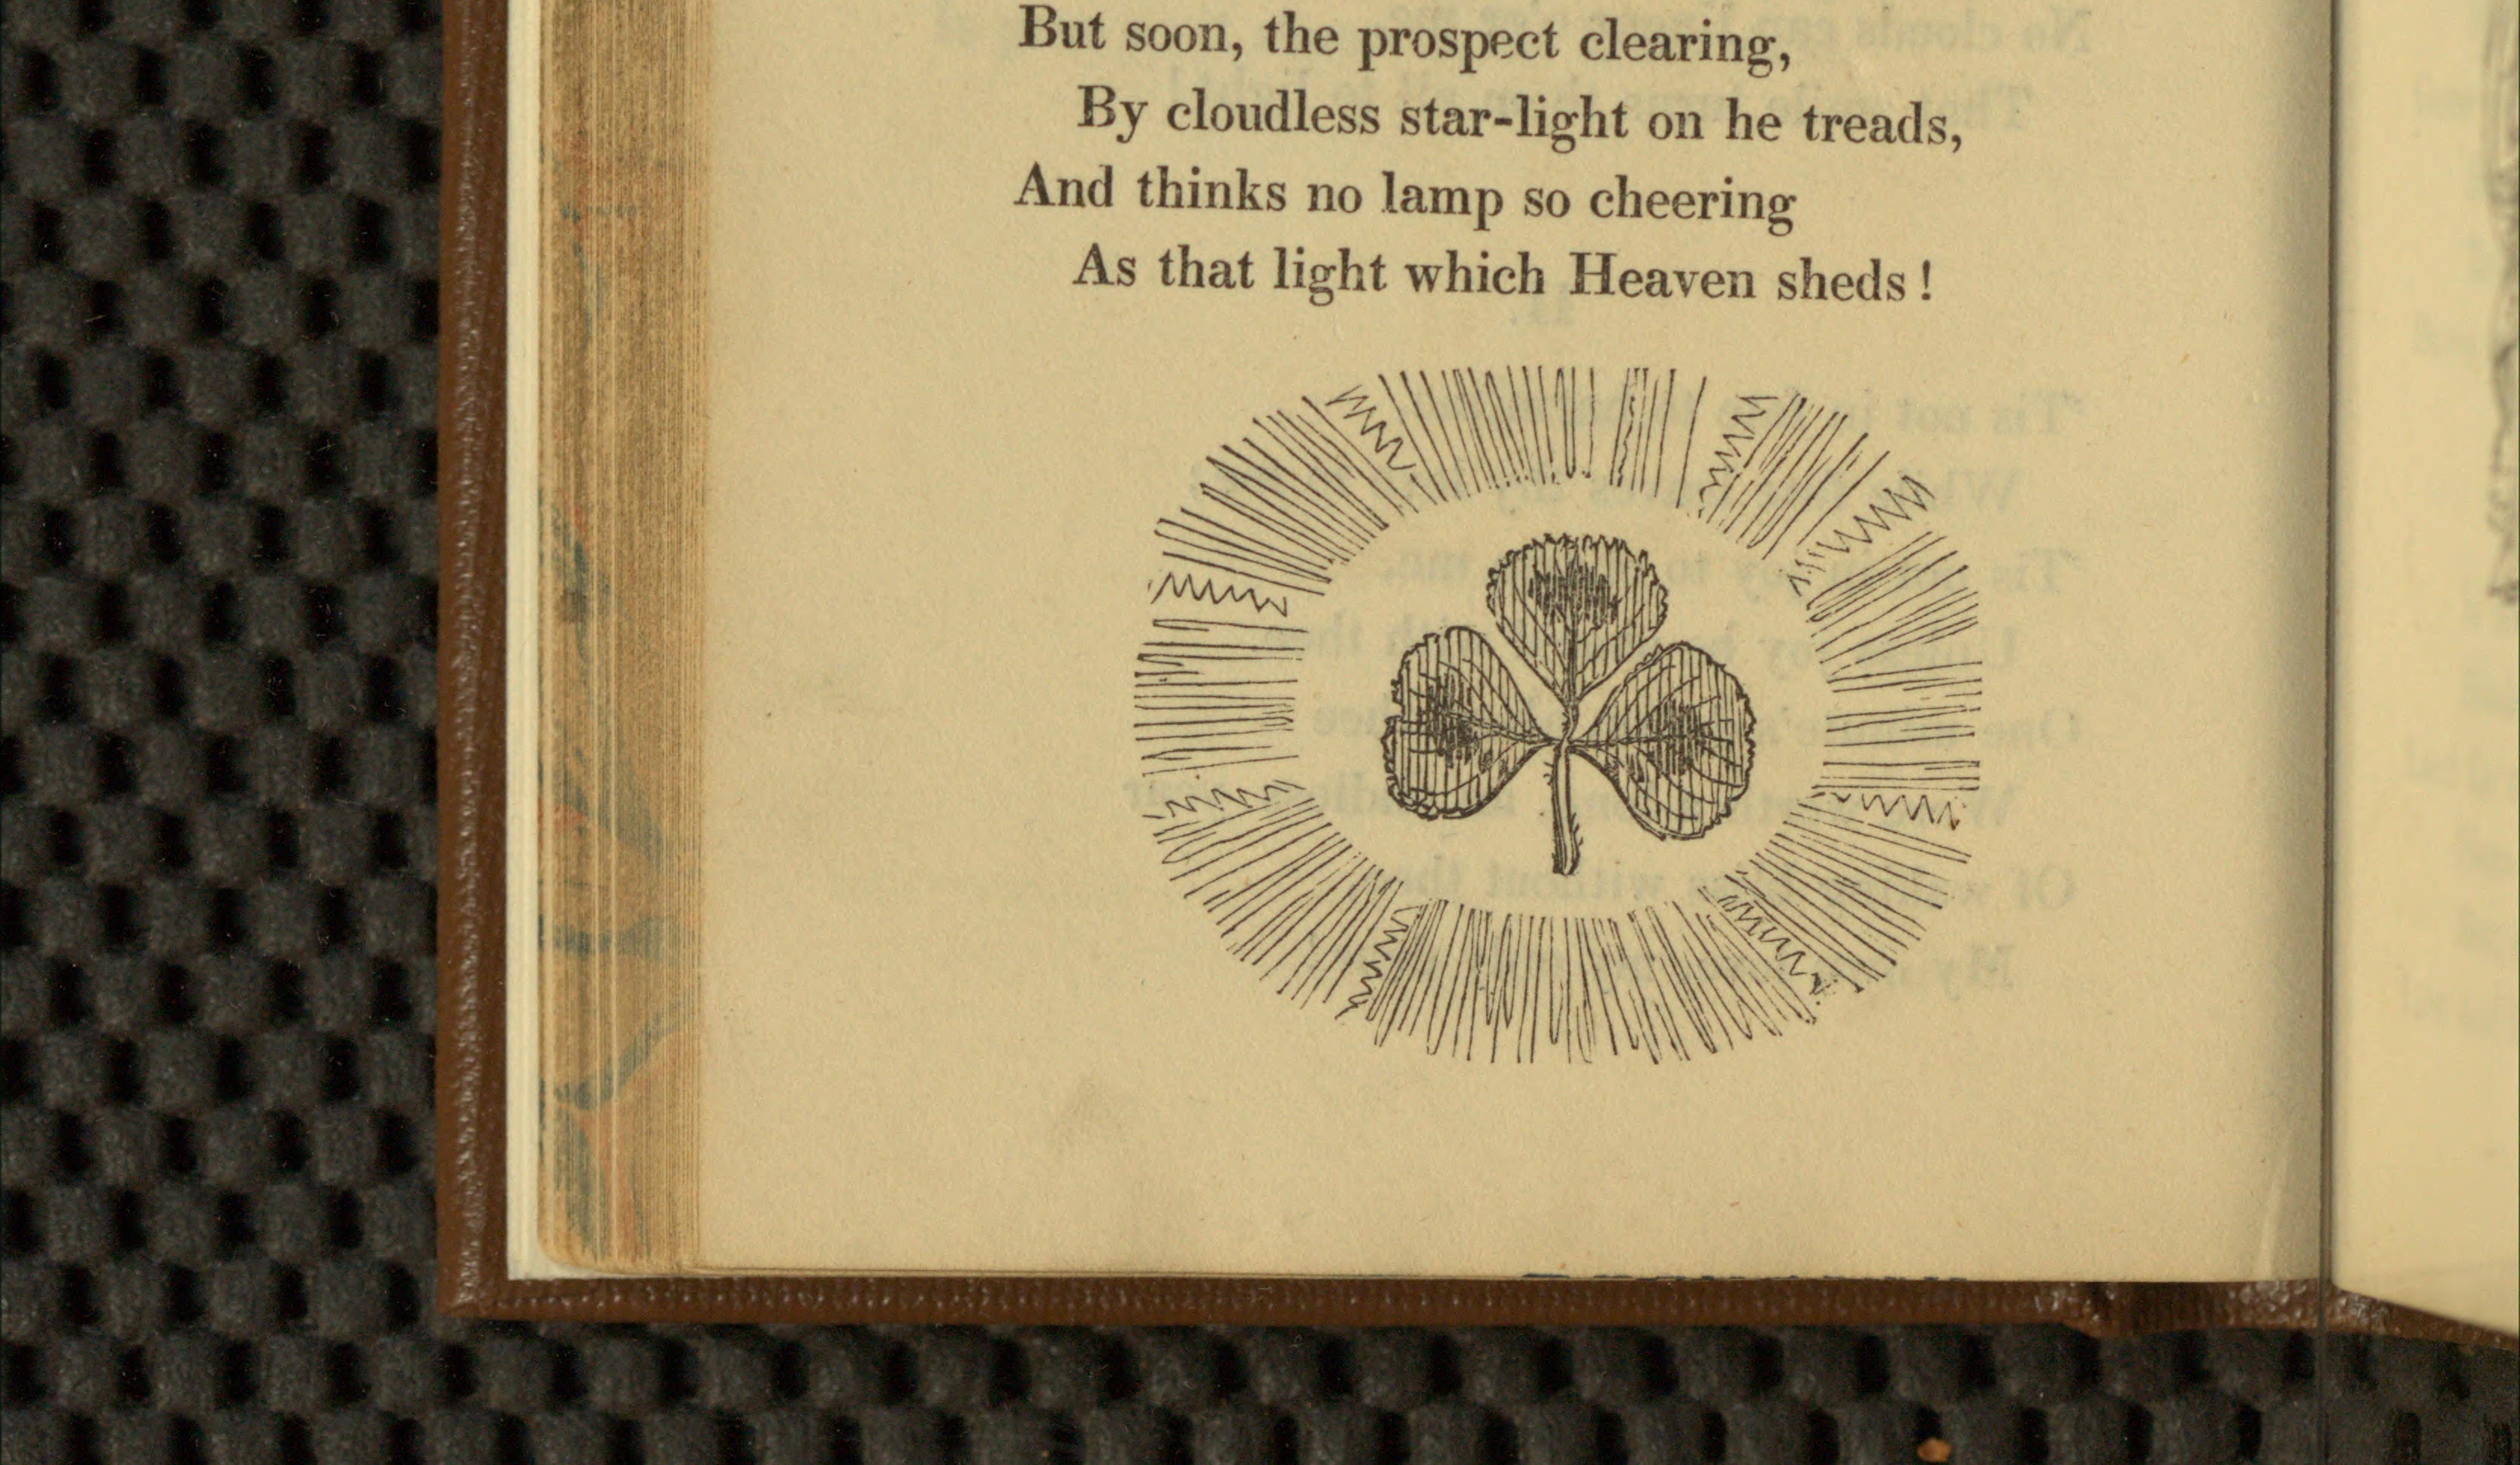 But soon, the prospect clearing,
By cloudless star-light on he treads,
And thinks no lamp so cheering
As that light which Heaven sheds!